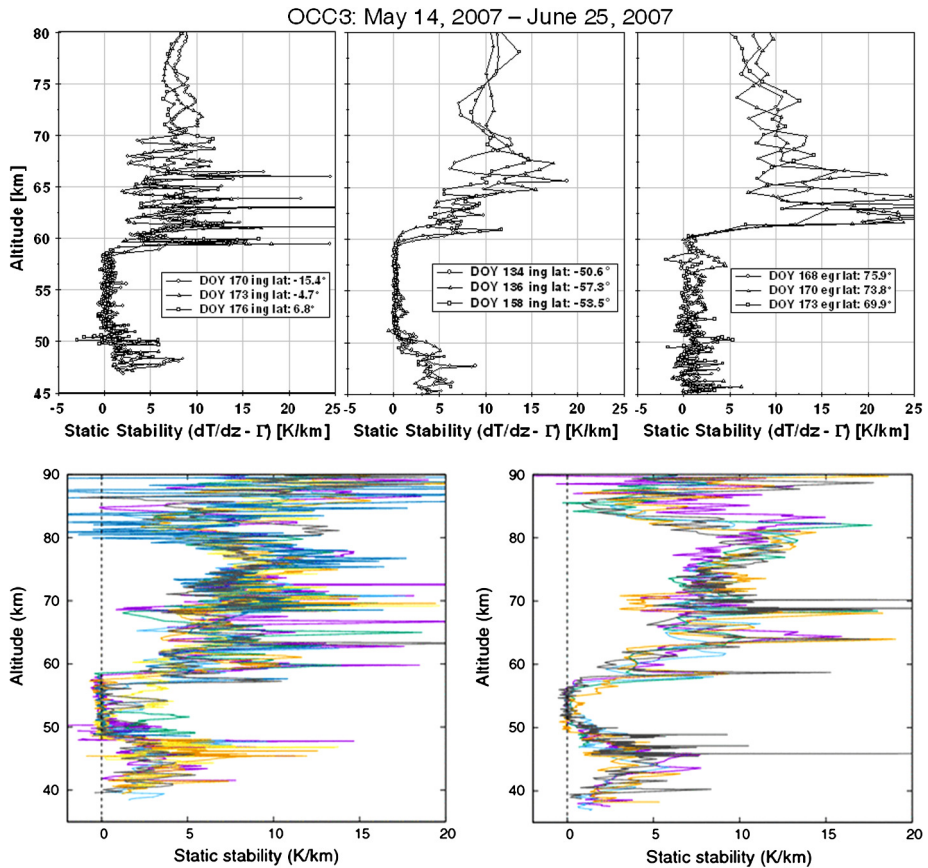 OCC3: May 14, 2007 – June 25, 2007
80
75
70
65
60
55
50
45
Altitude [km]
DOY 170 ing lat: -15.4°
DOY 173 ing lat: -4.7°
DOY 176 ing lat: 6.8°
-5 0 5 10 15 20 25
Static Stability (dT/dz - Γ) [K/km]
DOY 134 ing lat: -50.6°
DOY 136 ing lat: -57.3°
DOY 158 ing lat: -53.5°
-5 0 5 10 15 20 25
Static Stability (dT/dz - Γ) [K/km]
DOY 168 egr lat: 75.9°
DOY 170 egr lat: 73.8°
DOY 173 egr lat: 69.9°
-5 0 5 10 15 20 25
Static Stability (dT/dz - Γ) [K/km]
90
80
70
60
50
40
Altitude (km)
0 5 10 15 20
Static stability (K/km)
90
80
70
60
50
40
Altitude (km)
0 5 10 15 20
Static stability (K/km)